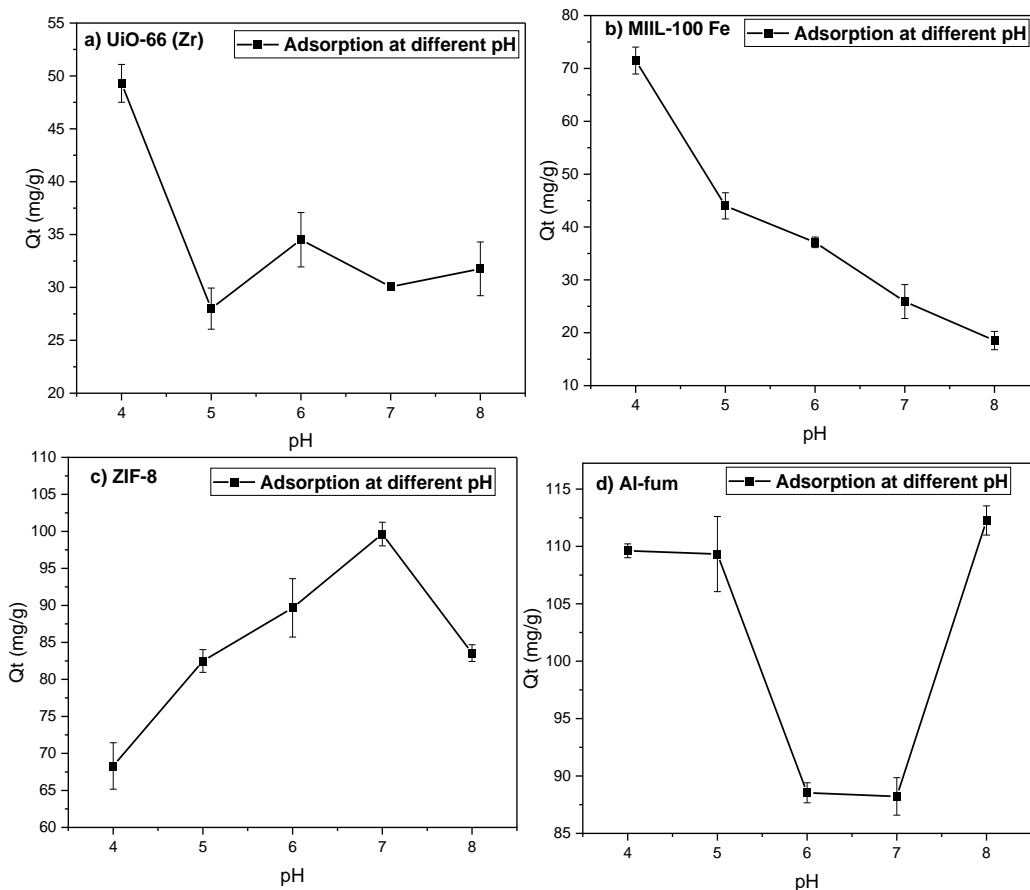 a) UiO-66 (Zr)
Adsorption at different pH
55
50
45
40
35
30
25
20
Qt (mg/g)
4 5 6 7 8
pH
b) MIIL-100 Fe
Adsorption at different pH
80
70
60
50
40
30
20
10
Qt (mg/g)
4 5 6 7 8
pH
c) ZIF-8
Adsorption at different pH
110
105
100
95
90
85
80
75
70
65
60
Qt (mg/g)
4 5 6 7 8
pH
d) Al-fum
Adsorption at different pH
115
110
105
100
95
90
85
Qt (mg/g)
4 5 6 7 8
pH